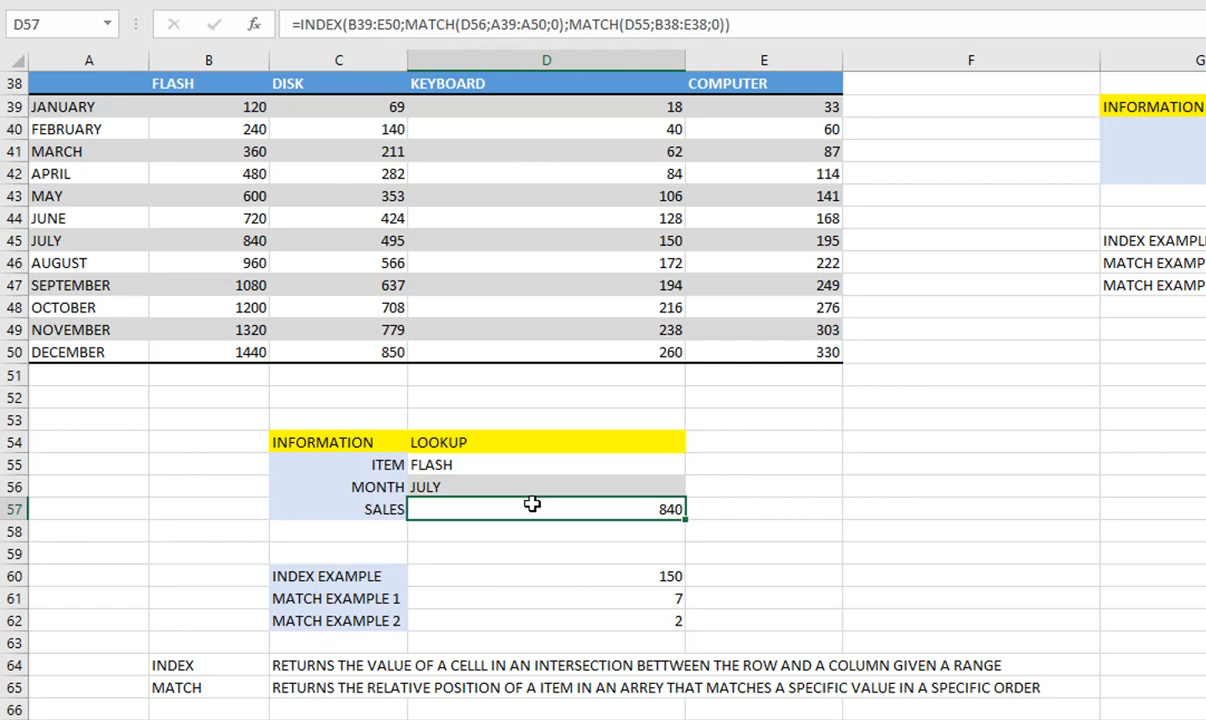 D57 fx =INDEX(B39:E50;MATCH(D56;A39:A50;0);MATCH(D55;B38:E38;0))
A B C D E F G
38 FLASH DISK KEYBOARD COMPUTER
39 JANUARY 120 69 18 33 INFORMATION
40 FEBRUARY 240 140 40 60
41 MARCH 360 211 62 87
42 APRIL 480 282 84 114
43 MAY 600 353 106 141
44 JUNE 720 424 128 168
45 JULY 840 495 150 195 INDEX EXAMPLE
46 AUGUST 960 566 172 222 MATCH EXAMP
47 SEPTEMBER 1080 637 194 249 MATCH EXAMP
48 OCTOBER 1200 708 216 276
49 NOVEMBER 1320 779 238 303
50 DECEMBER 1440 850 260 330
51
52
53
54 INFORMATION LOOKUP
55 ITEM FLASH
56 MONTH JULY
57 SALES 840
58
59
60 INDEX EXAMPLE 150
61 MATCH EXAMPLE 1 7
62 MATCH EXAMPLE 2 2
63
64 INDEX RETURNS THE VALUE OF A CELLL IN AN INTERSECTION BETTWEEN THE ROW AND A COLUMN GIVEN A RANGE
65 MATCH RETURNS THE RELATIVE POSITION OF A ITEM IN AN ARREY THAT MATCHES A SPECIFIC VALUE IN A SPECIFIC ORDER
66